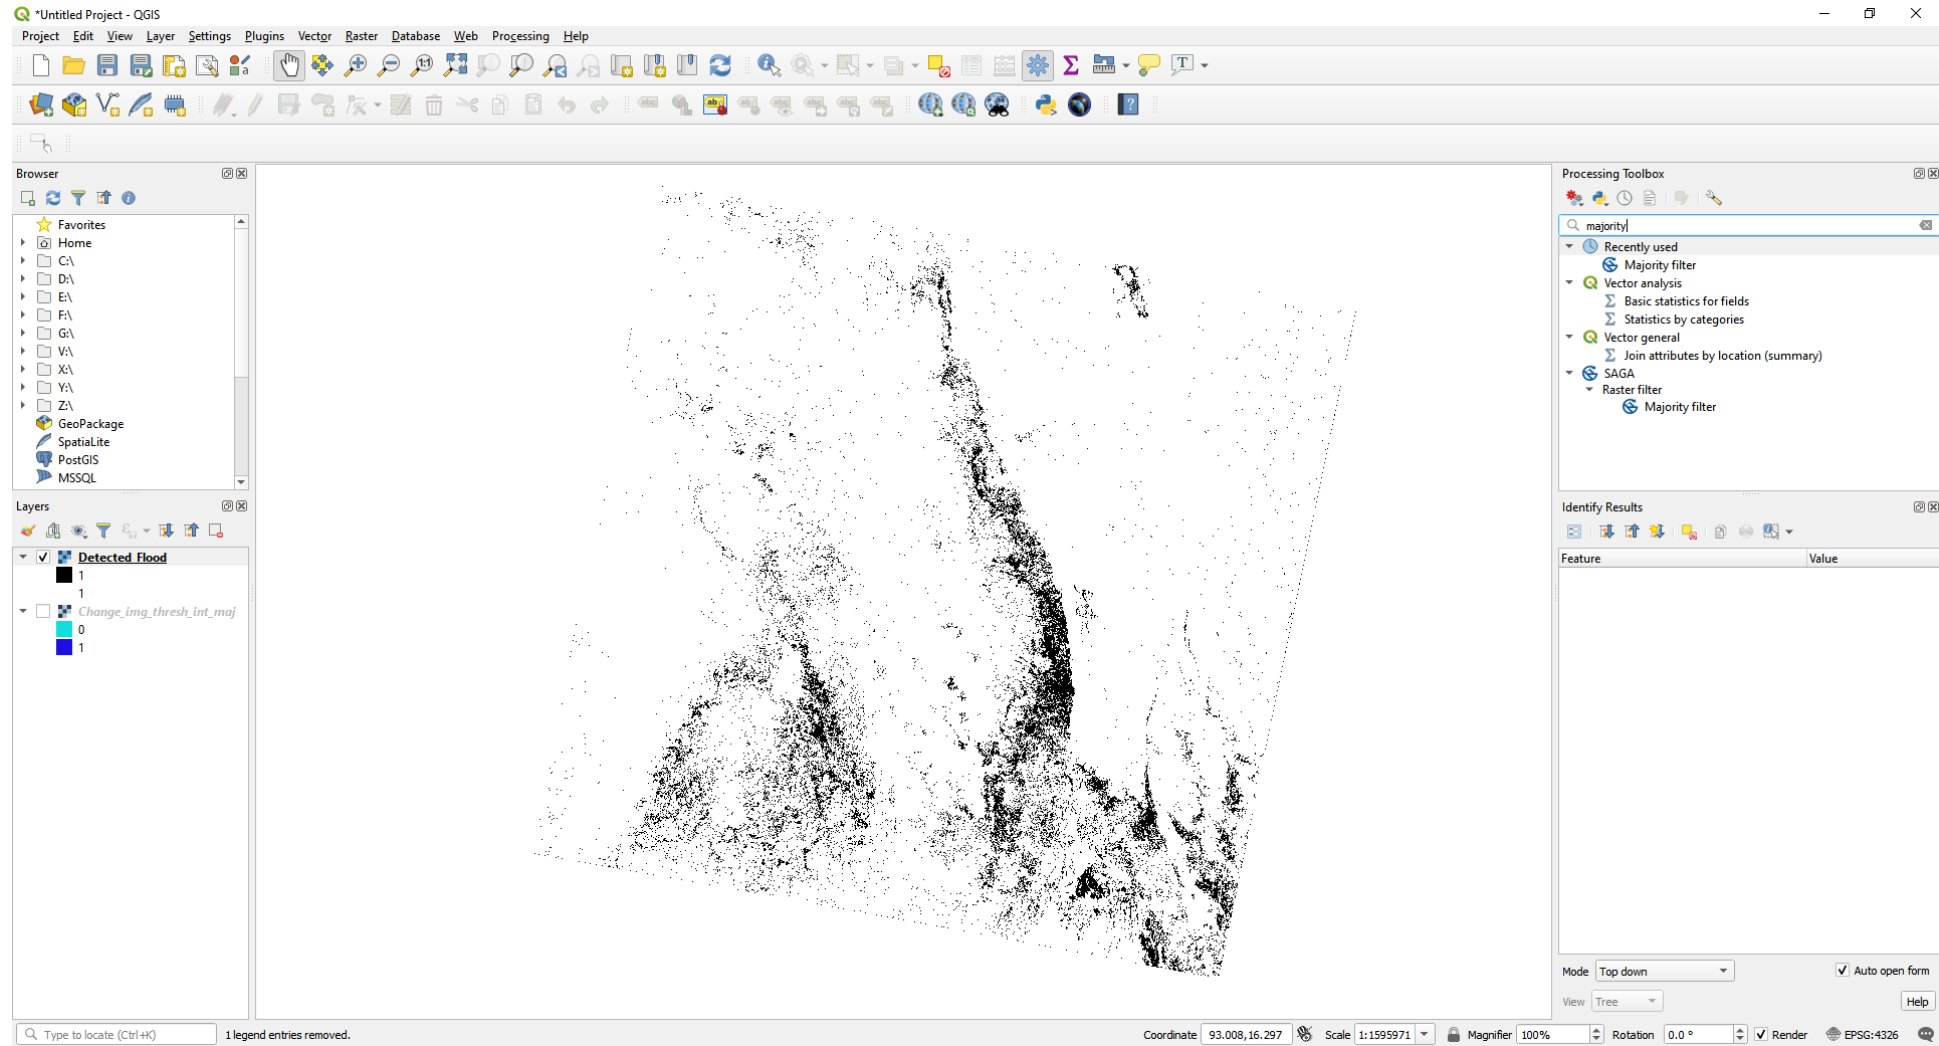 *Untitled Project - QGIS
Project Edit View Layer Settings Plugins Vector Raster Database Web Processing Help
Browser
Favorites
Home
C:\
D:\
E:\
F:\
G:\
V:\
X:\
Y:\
Z:\
GeoPackage
SpatiaLite
PostGIS
MSSQL
Layers
Detected Flood
1
1
Change_img_thresh_int_maj
0
1
Processing Toolbox
majority
Recently used
Majority filter
Vector analysis
Basic statistics for fields
Statistics by categories
Vector general
Join attributes by location (summary)
SAGA
Raster filter
Majority filter
Identify Results
Feature Value
Mode Top down Auto open form
View Tree Help
Type to locate (Ctrl+K) 1 legend entries removed. Coordinate 93.008,16.297 Scale 1:1595971 Magnifier 100% Rotation 0.0 ° Render EPSG:4326